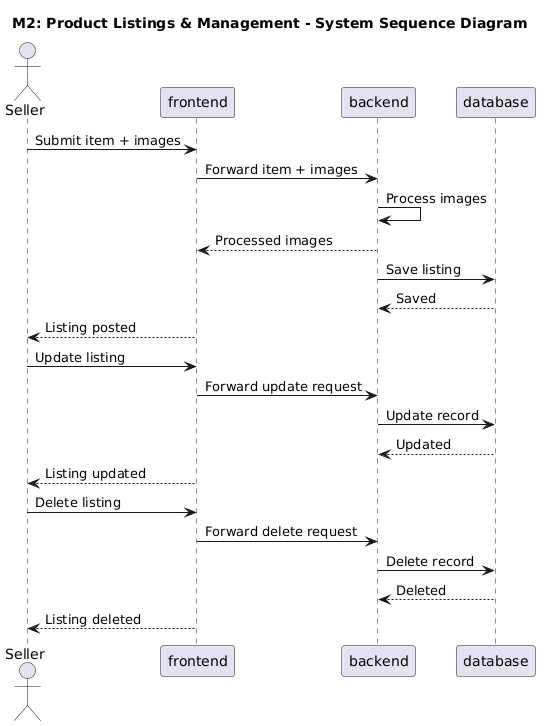 M2: Product Listings & Management - System Sequence Diagram
Seller
frontend
backend
database
Submit item + images
Forward item + images
Process images
Processed images
Save listing
Saved
Listing posted
Update listing
Forward update request
Update record
Updated
Listing updated
Delete listing
Forward delete request
Delete record
Deleted
Listing deleted
Seller
frontend
backend
database